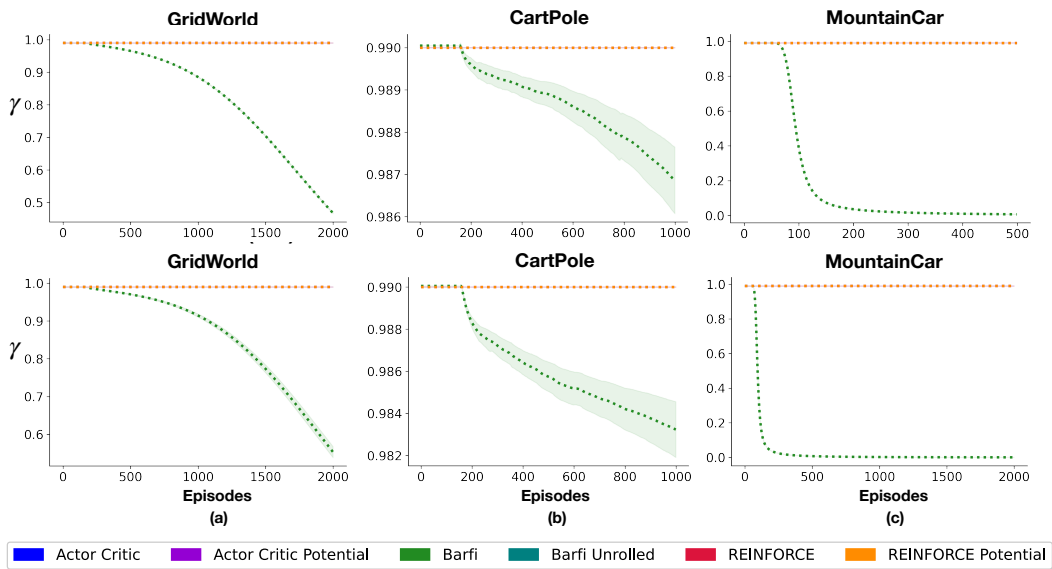 GridWorld CartPole MountainCar
γ
1.0 0.9 0.8 0.7 0.6 0.5
0 500 1000 1500 2000
0.990 0.989 0.988 0.987 0.986
0 200 400 600 800 1000
1.0 0.8 0.6 0.4 0.2 0.0
0 100 200 300 400 500
GridWorld CartPole MountainCar
γ
1.0 0.9 0.8 0.7 0.6
0 500 1000 1500 2000
0.990 0.988 0.986 0.984 0.982
0 200 400 600 800 1000
1.0 0.8 0.6 0.4 0.2 0.0
0 500 1000 1500 2000
Episodes Episodes Episodes
(a) (b) (c)
Actor Critic Actor Critic Potential Barfi Barfi Unrolled REINFORCE REINFORCE Potential